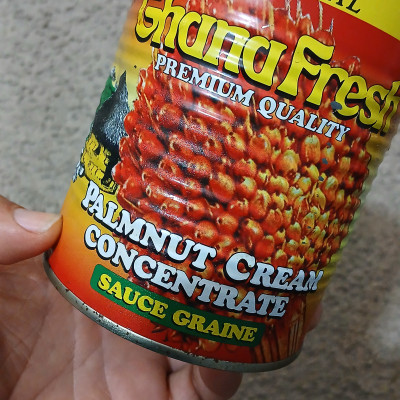 Ghana Fresh
PREMIUM QUALITY
PALMNUT CREAM
CONCENTRATE
SAUCE GRAINE